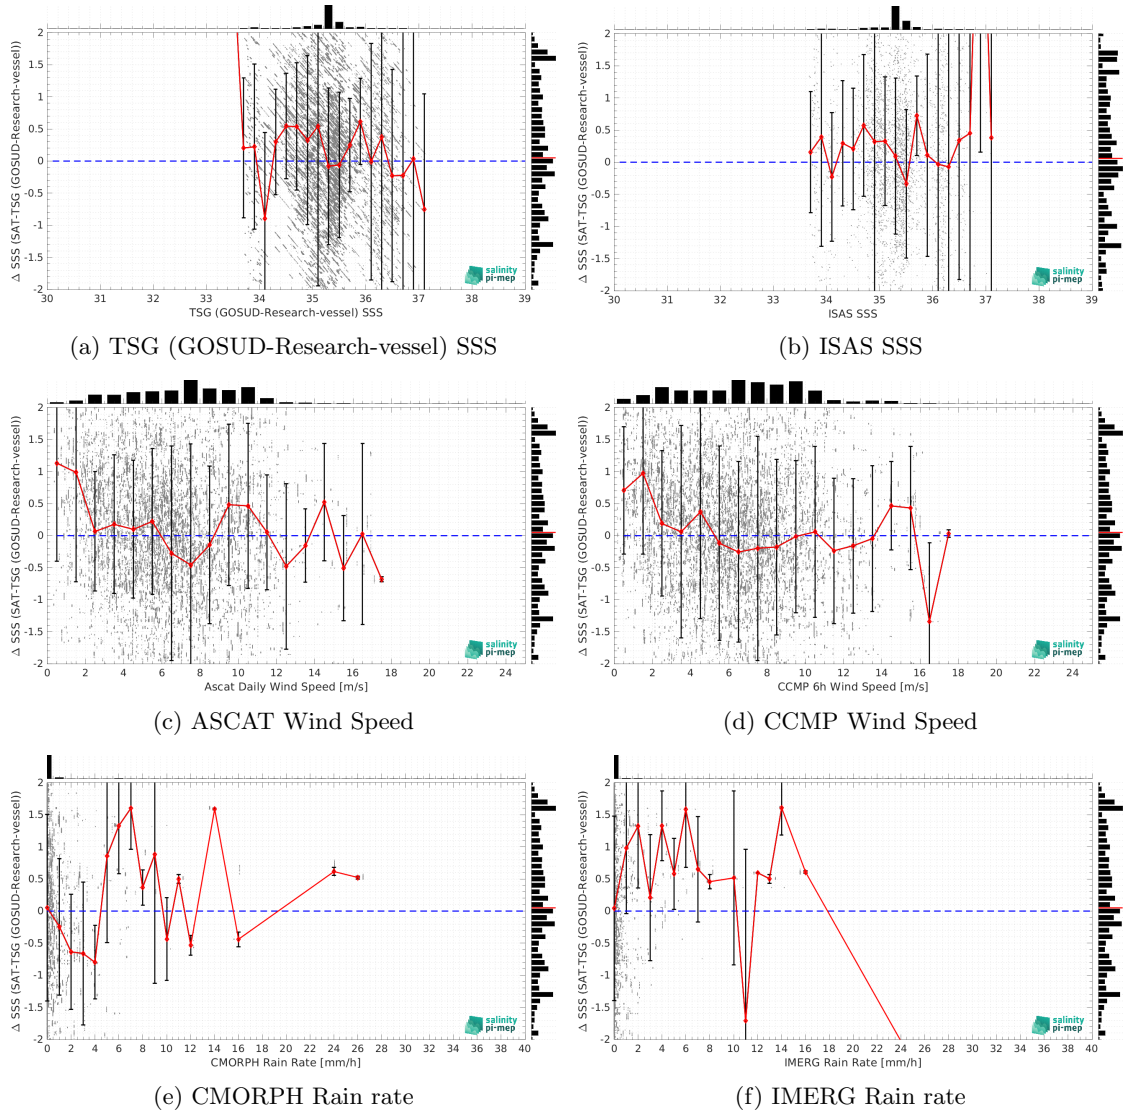 Δ SSS (SAT-TSG (GOSUD-Research-vessel))
2
1.5
1
0.5
0
-0.5
-1
-1.5
-2
30 31 32 33 34 35 36 37 38 39
TSG (GOSUD-Research-vessel) SSS
salinity
pi-mep
(a) TSG (GOSUD-Research-vessel) SSS
Δ SSS (SAT-TSG (GOSUD-Research-vessel))
2
1.5
1
0.5
0
-0.5
-1
-1.5
-2
30 31 32 33 34 35 36 37 38 39
ISAS SSS
salinity
pi-mep
(b) ISAS SSS
Δ SSS (SAT-TSG (GOSUD-Research-vessel))
2
1.5
1
0.5
0
-0.5
-1
-1.5
-2
0 2 4 6 8 10 12 14 16 18 20 22 24
Ascat Daily Wind Speed [m/s]
salinity
pi-mep
(c) ASCAT Wind Speed
Δ SSS (SAT-TSG (GOSUD-Research-vessel))
2
1.5
1
0.5
0
-0.5
-1
-1.5
-2
0 2 4 6 8 10 12 14 16 18 20 22 24
CCMP 6h Wind Speed [m/s]
salinity
pi-mep
(d) CCMP Wind Speed
Δ SSS (SAT-TSG (GOSUD-Research-vessel))
2
1.5
1
0.5
0
-0.5
-1
-1.5
-2
0 2 4 6 8 10 12 14 16 18 20 22 24 26 28 30 32 34 36 38 40
CMORPH Rain Rate [mm/h]
salinity
pi-mep
(e) CMORPH Rain rate
Δ SSS (SAT-TSG (GOSUD-Research-vessel))
2
1.5
1
0.5
0
-0.5
-1
-1.5
-2
0 2 4 6 8 10 12 14 16 18 20 22 24 26 28 30 32 34 36 38 40
IMERG Rain Rate [mm/h]
salinity
pi-mep
(f) IMERG Rain rate